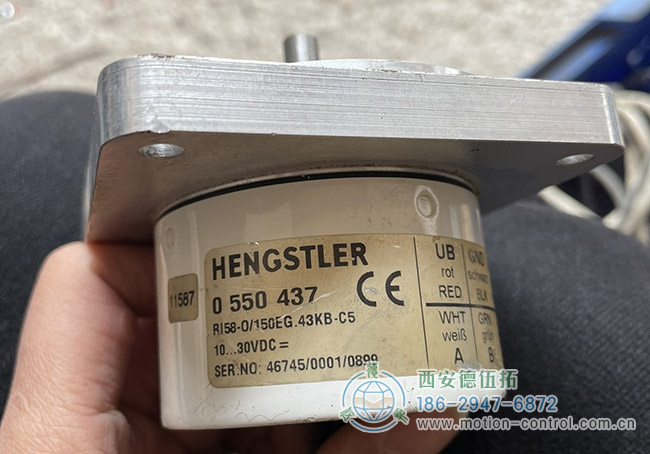 HENGSTLER
11587
0 550 437
CE
RI58-O/150EG.43KB-C5
10...30VDC =
SER.NO: 46745/0001/0899
UB
rot
RED
GND
BLK
WHT
weiß
A
GRN
B
西安德伍拓
186-2947-6872
www.motion-control.com.cn